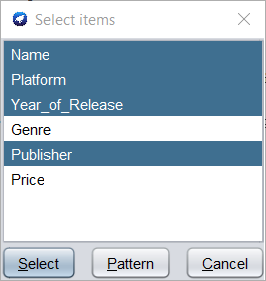 Select items
Name
Platform
Year_of_Release
Genre
Publisher
Price
Select Pattern Cancel